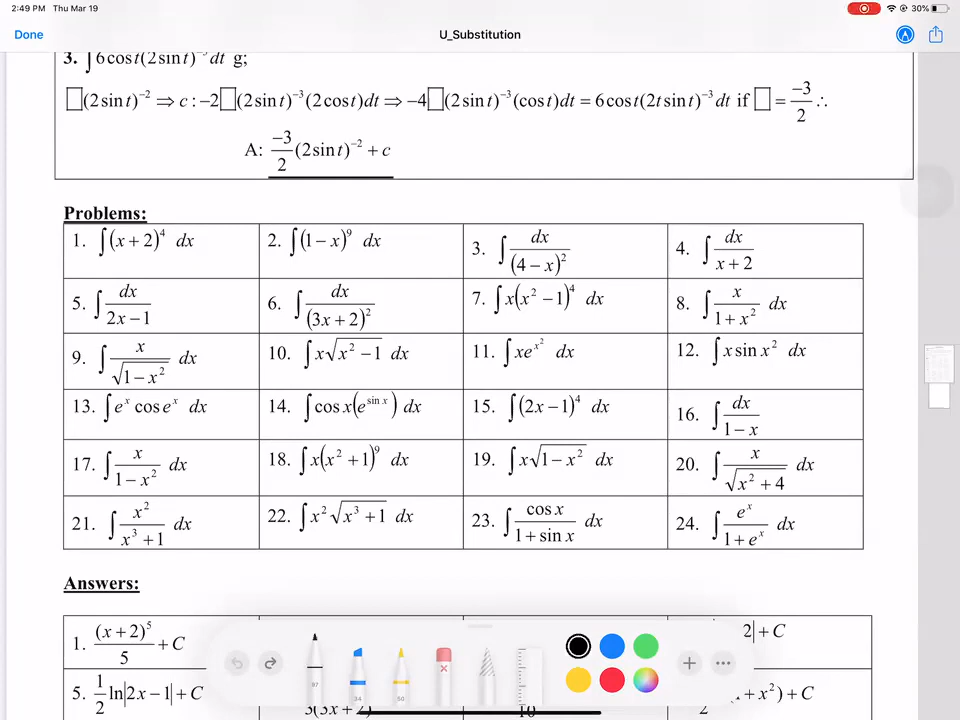 2:49 PM Thu Mar 19
30%
Done
U_Substitution
3. ∫6cos t(2sin t)⁻³ dt g;
□(2sin t)⁻² ⇒ c : −2□(2sin t)⁻³(2cos t)dt ⇒ −4□(2sin t)⁻³(cos t)dt = 6cos t(2t sin t)⁻³ dt if □ = −3/2 ∴
A: −3/2 (2sin t)⁻² + c
Problems:
1. ∫(x+2)⁴ dx
2. ∫(1−x)⁹ dx
3. ∫ dx/(4−x)²
4. ∫ dx/x+2
5. ∫ dx/2x−1
6. ∫ dx/(3x+2)²
7. ∫x(x²−1)⁴ dx
8. ∫ x/1+x² dx
9. ∫ x/√1−x² dx
10. ∫x√x²−1 dx
11. ∫xe^x² dx
12. ∫x sin x² dx
13. ∫eˣ cos eˣ dx
14. ∫cos x(e^sin x) dx
15. ∫(2x−1)⁴ dx
16. ∫ dx/1−x
17. ∫ x/1−x² dx
18. ∫x(x²+1)⁹ dx
19. ∫x√1−x² dx
20. ∫ x/√x²+4 dx
21. ∫ x²/x³+1 dx
22. ∫x²√x³+1 dx
23. ∫ cos x/1+sin x dx
24. ∫ eˣ/1+eˣ dx
Answers:
1. (x+2)⁵/5 + C
2| + C
5. 1/2 ln|2x−1| + C
3(3x+2)
10
2
+ x²) + C
97
34
50